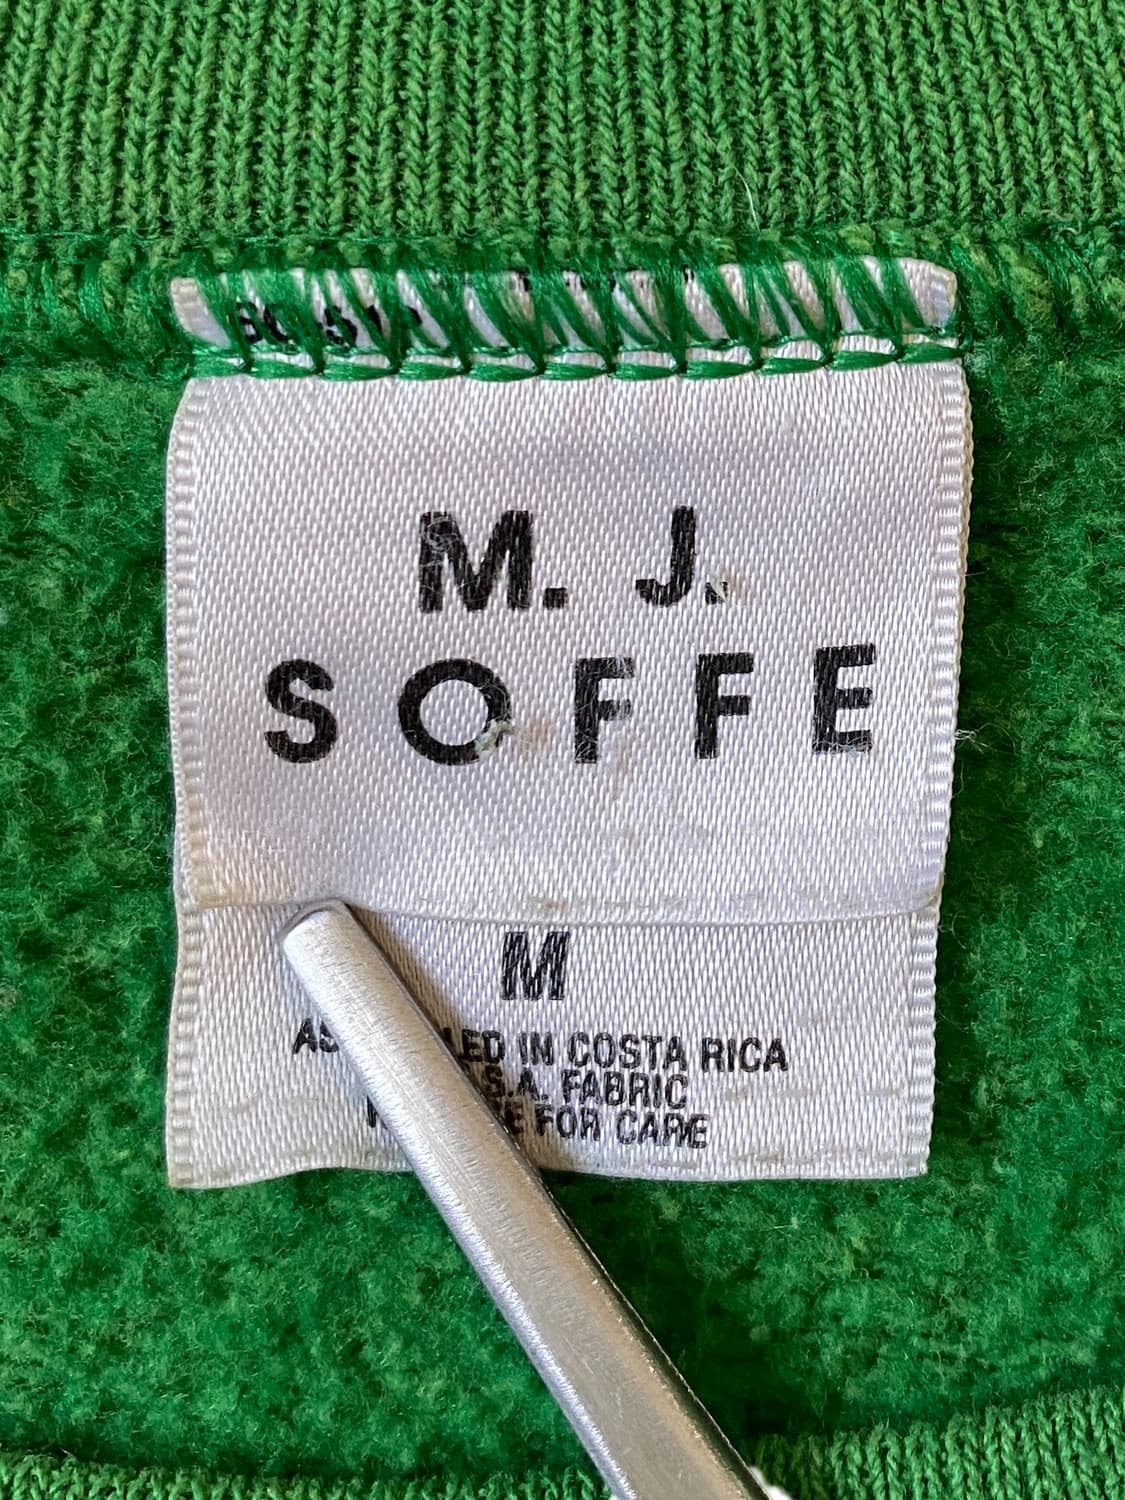 M. J.
SOFFE
M
IN COSTA RICA
FABRIC
FOR CARE